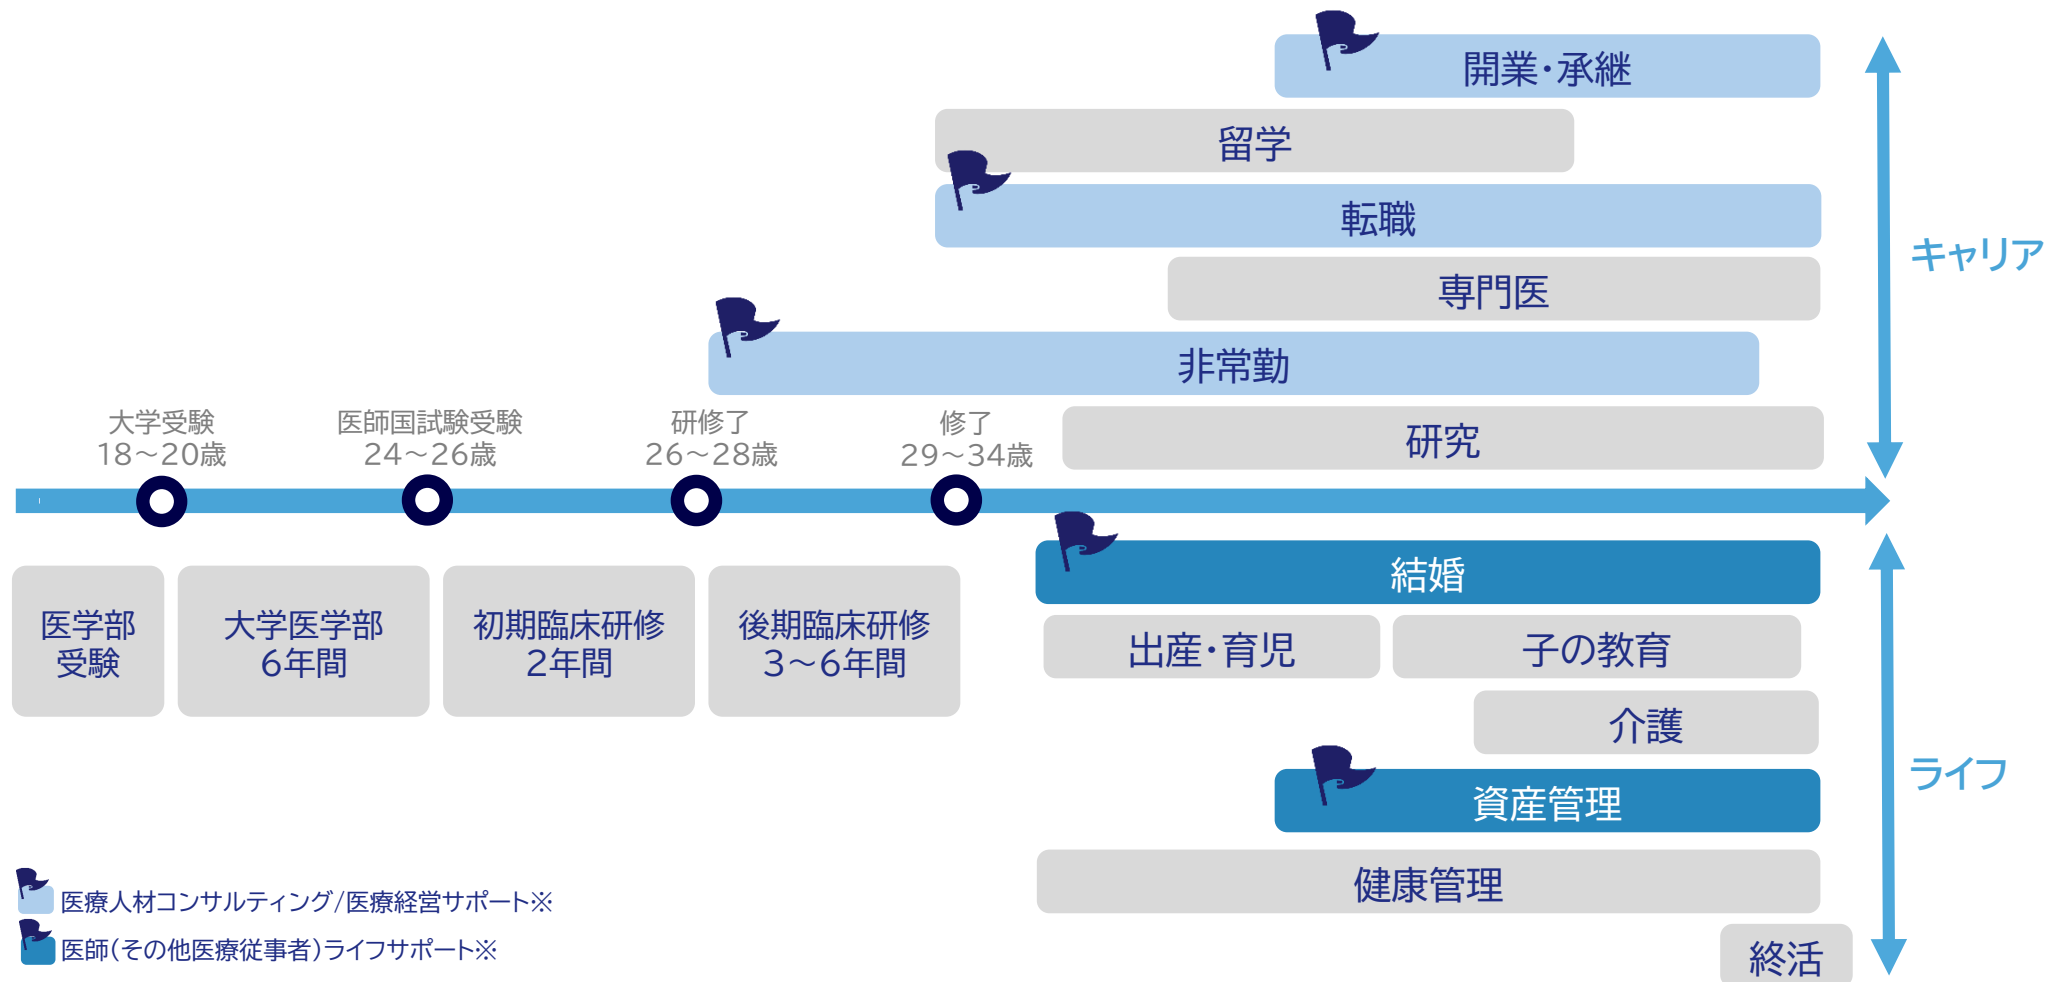 開業・承継
留学
転職
キャリア
専門医
非常勤
大学受験
18～20歳
医師国試験受験
24～26歳
研修了
26～28歳
修了
29～34歳
研究
結婚
医学部
受験
大学医学部
6年間
初期臨床研修
2年間
後期臨床研修
3～6年間
出産・育児
子の教育
介護
ライフ
資産管理
健康管理
医療人材コンサルティング/医療経営サポート※
医師(その他医療従事者)ライフサポート※
終活